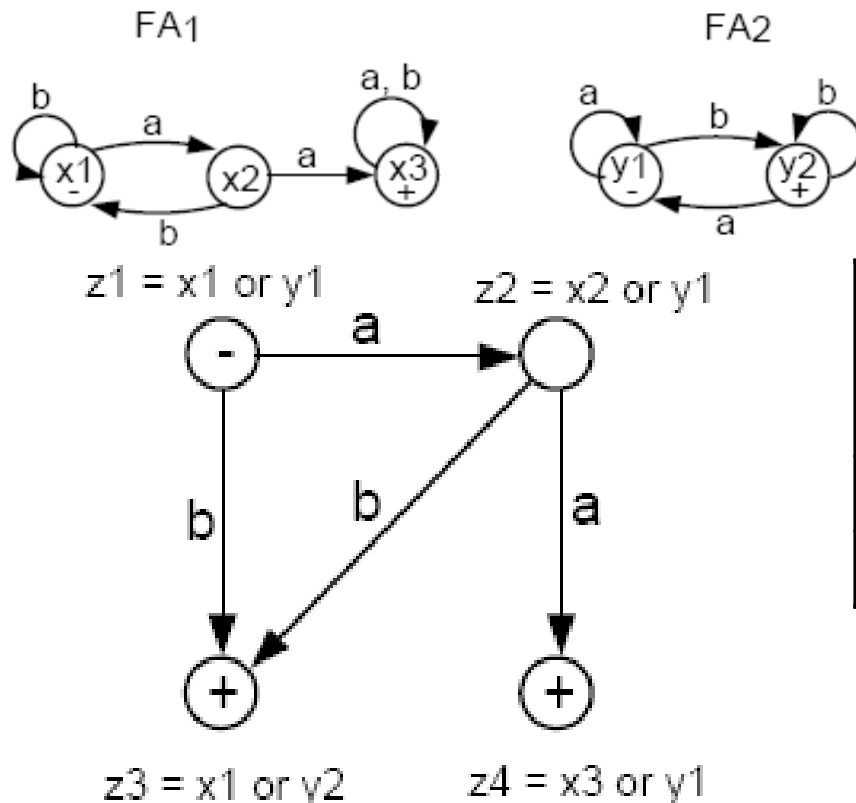 FA1 FA2
b a a, b a b b
x1 a x3 y1 y2
- x2 + - +
b a
z1 = x1 or y1 z2 = x2 or y1
- a
b b a
+ +
z3 = x1 or y2 z4 = x3 or y1